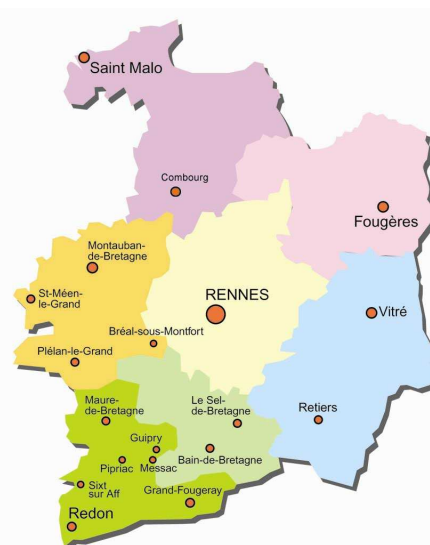 Saint Malo
Combourg
Fougères
Montauban-
de-Bretagne
St-Méen-
le-Grand
RENNES
Vitré
Bréal-sous-Montfort
Plélan-le-Grand
Maure-
de-Bretagne
Le Sel-
de-Bretagne
Retiers
Guipry
Pipriac
Messac
Bain-de-Bretagne
Sixt
sur Aff
Grand-Fougeray
Redon